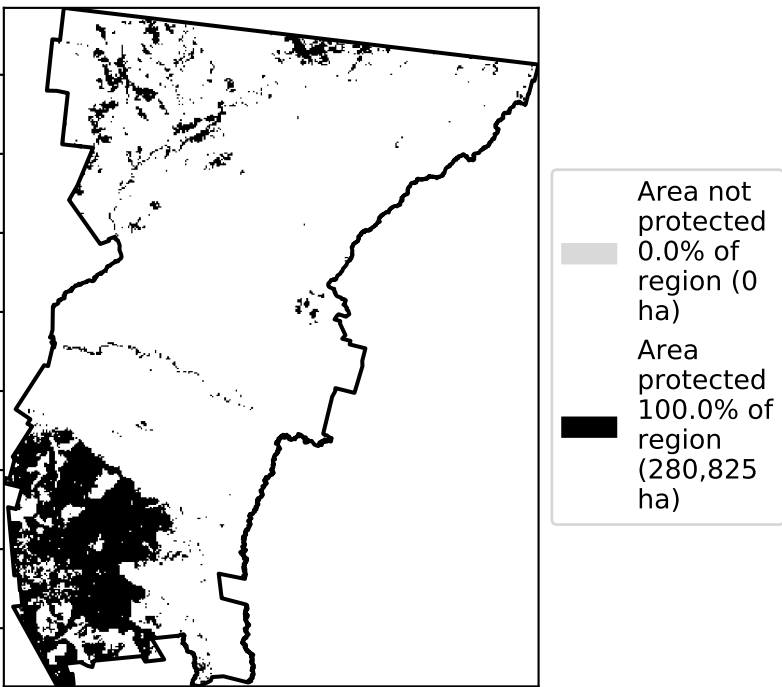 Area not
protected
0.0% of
region (0
ha)
Area
protected
100.0% of
region
(280,825
ha)